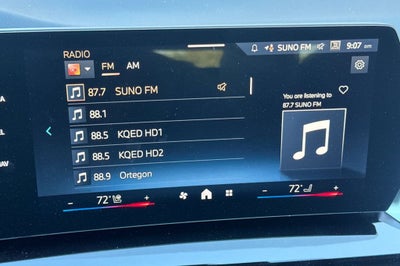 RADIO
FM AM
SUNO FM 9:07 pm
87.7 SUNO FM
88.1
88.5 KQED HD1
88.5 KQED HD2
88.9 Ortegon
You are listening to
87.7 SUNO FM
72°
72°